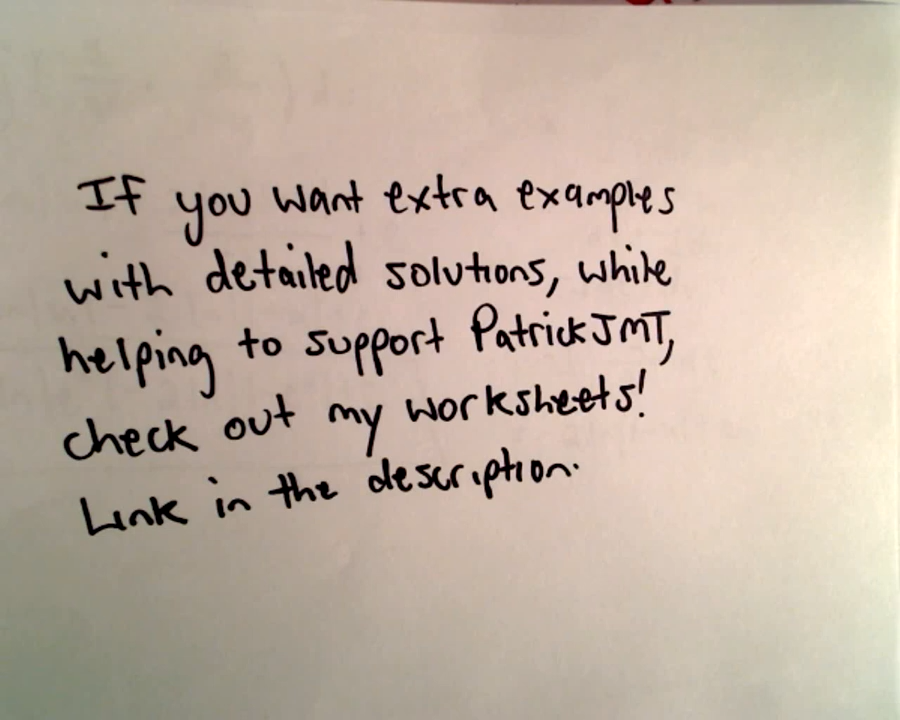 If you want extra examples
with detailed solutions, while
helping to support PatrickJMT,
check out my worksheets!
Link in the description.